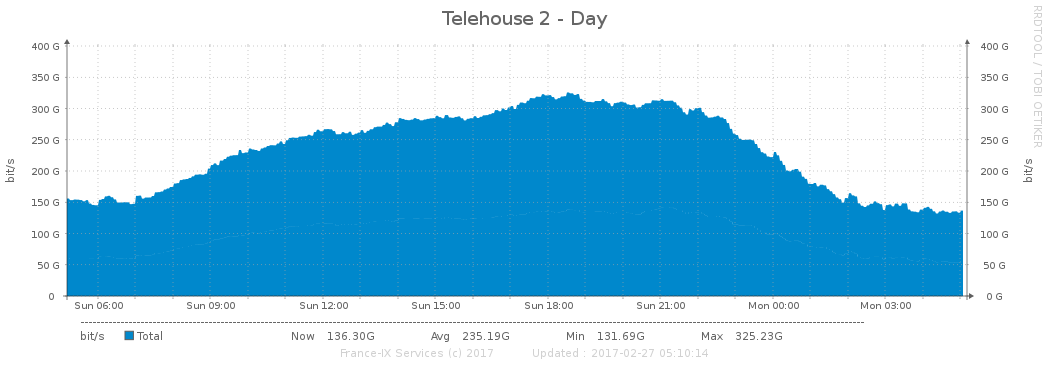 Telehouse 2 - Day
RRDTOOL / TOBI OETIKER
400 G 400 G
350 G 350 G
300 G 300 G
250 G 250 G
200 G 200 G
150 G 150 G
100 G 100 G
50 G 50 G
0 0 G
bit/s bit/s
Sun 06:00 Sun 09:00 Sun 12:00 Sun 15:00 Sun 18:00 Sun 21:00 Mon 00:00 Mon 03:00
bit/s Total Now 136.30G Avg 235.19G Min 131.69G Max 325.23G
France-IX Services (c) 2017 Updated : 2017-02-27 05:10:14